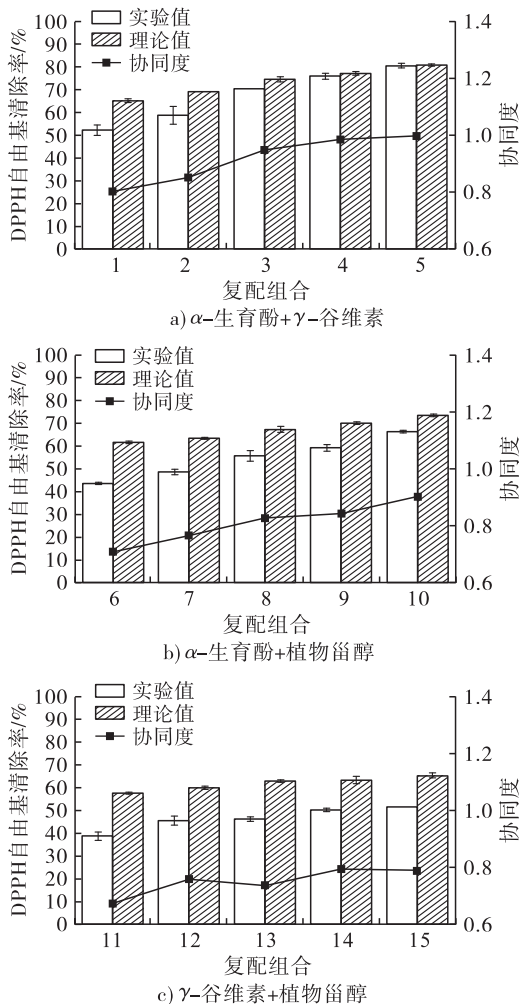 实验值
理论值
协同度
DPPH自由基清除率/%
100
90
80
70
60
50
40
30
20
10
0
1.4
1.2
1.0
0.8
0.6
协同度
1 2 3 4 5
复配组合
a) α-生育酚+γ-谷维素
实验值
理论值
协同度
DPPH自由基清除率/%
100
90
80
70
60
50
40
30
20
10
0
1.4
1.2
1.0
0.8
0.6
协同度
6 7 8 9 10
复配组合
b) α-生育酚+植物甾醇
实验值
理论值
协同度
DPPH自由基清除率/%
100
90
80
70
60
50
40
30
20
10
0
1.4
1.2
1.0
0.8
0.6
协同度
11 12 13 14 15
复配组合
c) γ-谷维素+植物甾醇